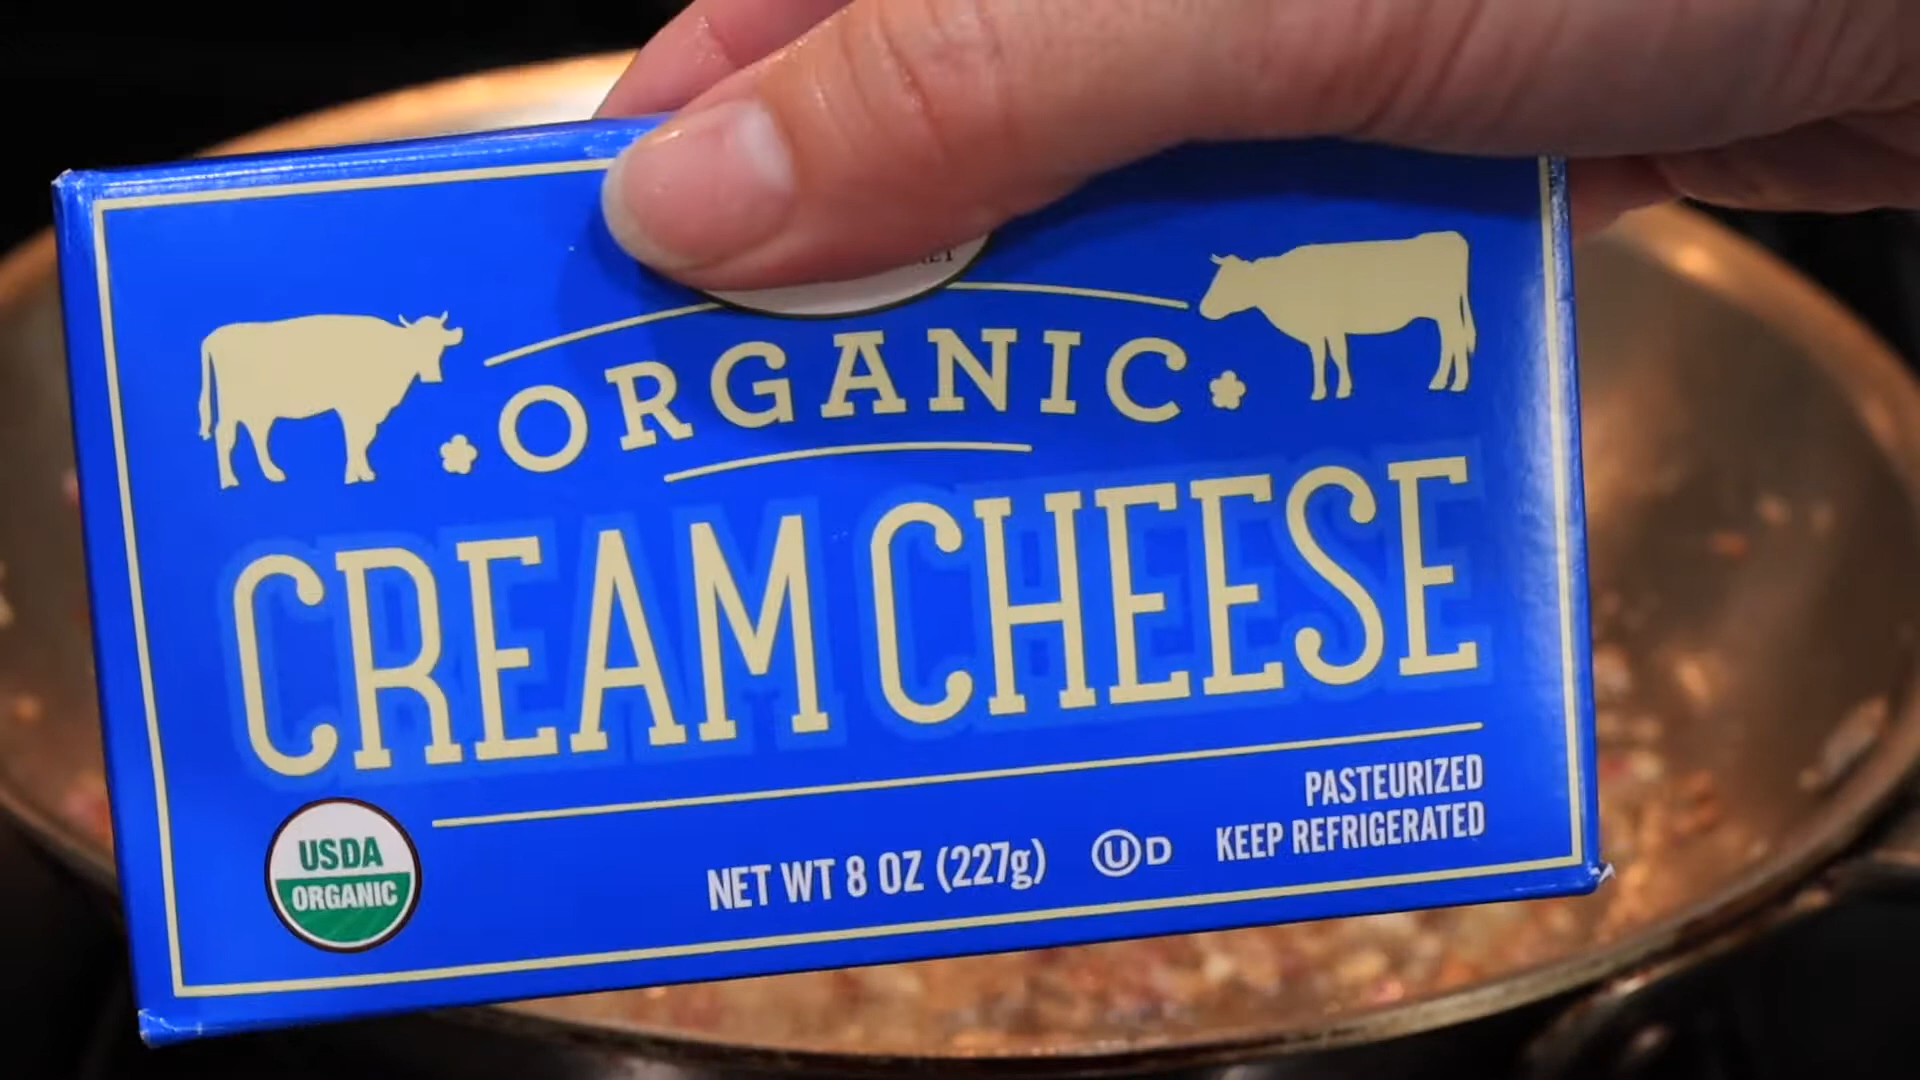 ORGANIC
CREAM CHEESE
USDA
ORGANIC
NET WT 8 OZ (227g)
U D
PASTEURIZED
KEEP REFRIGERATED